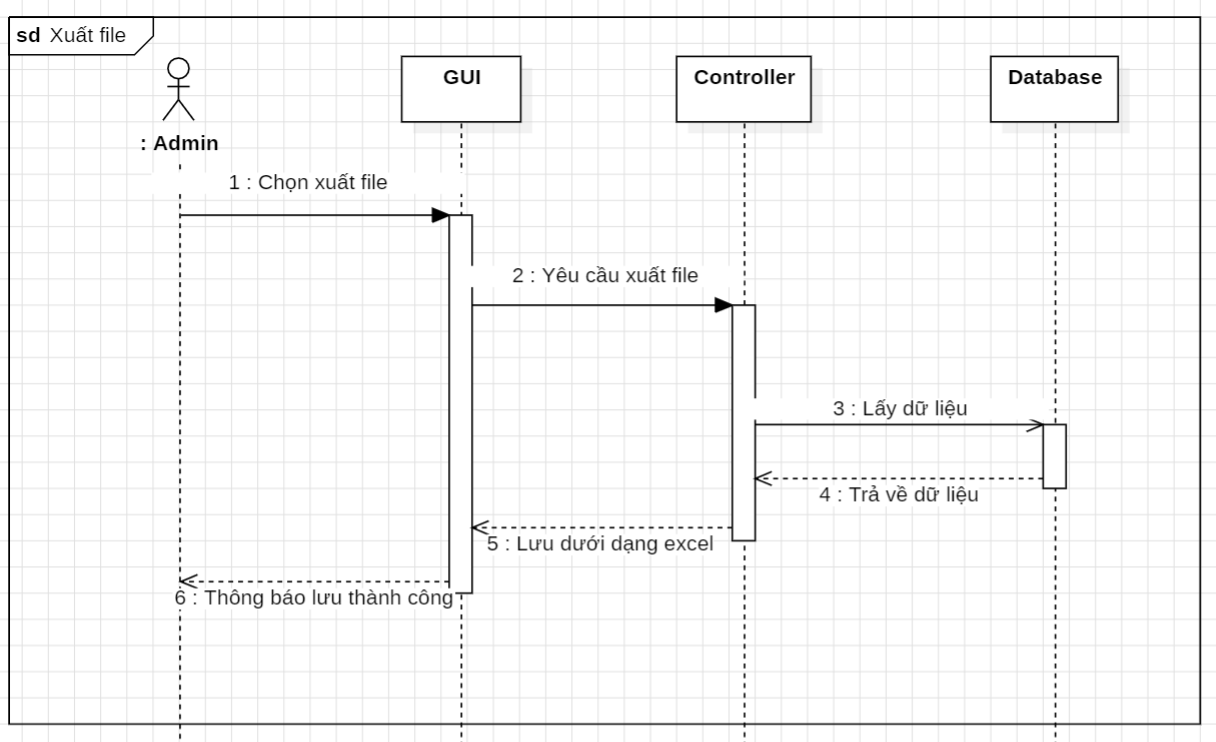 sd Xuất file
GUI
Controller
Database
: Admin
1 : Chọn xuất file
2 : Yêu cầu xuất file
3 : Lấy dữ liệu
4 : Trả về dữ liệu
5 : Lưu dưới dạng excel
6 : Thông báo lưu thành công